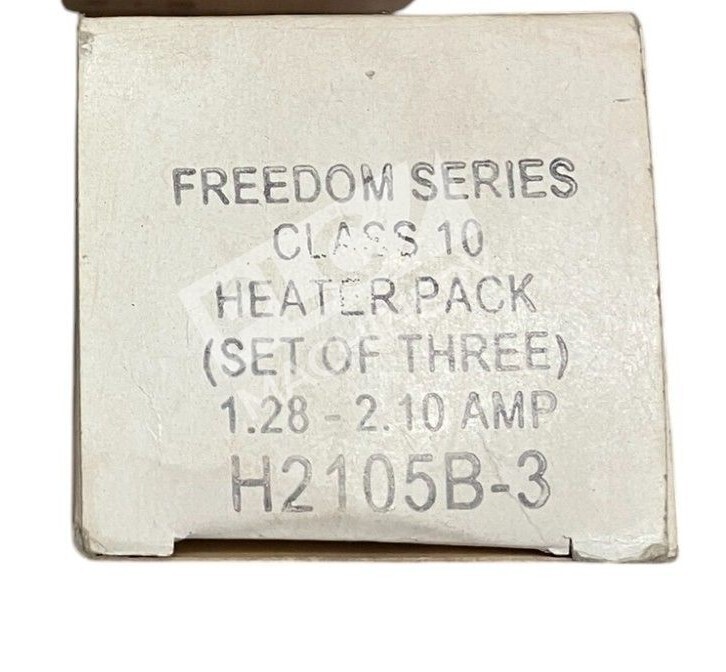 FREEDOM SERIES
CLASS 10
HEATER PACK
(SET OF THREE)
1.28 - 2.10 AMP
H2105B-3